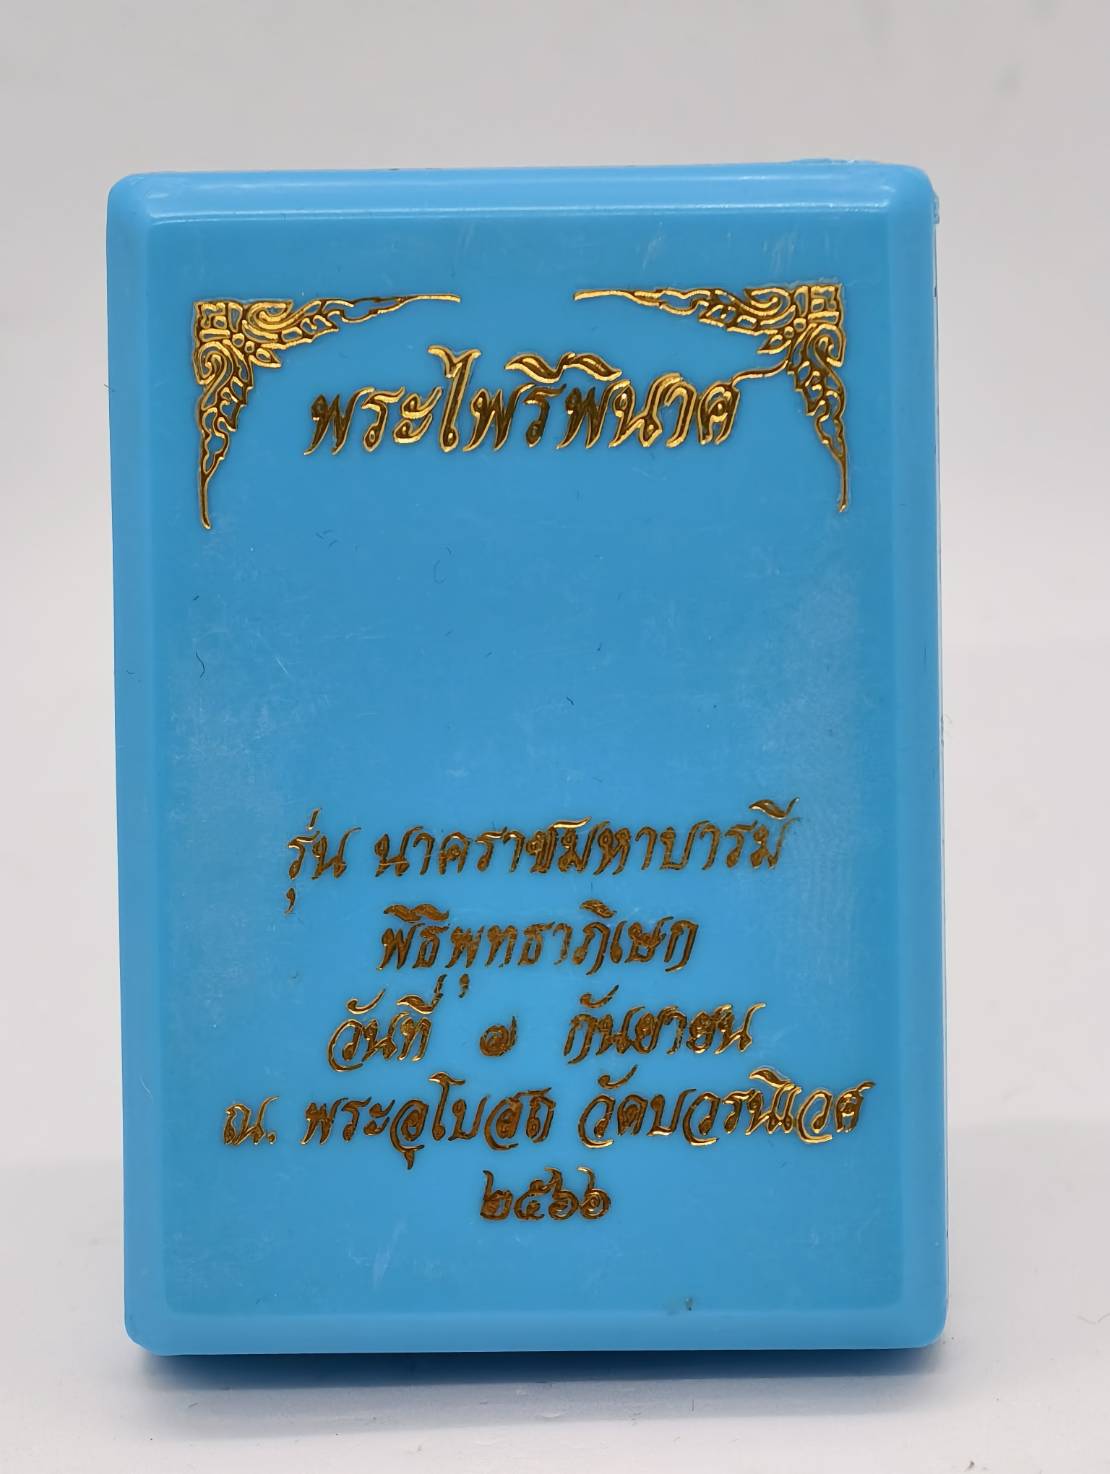 พระไพรีพินาศ
รุ่น นาคราชมหาบารมี
พิธีพุทธาภิเษก
วันที่ ๗ กันยายน
ณ. พระอุโบสถ วัดบวรนิเวศ
๒๕๖๖